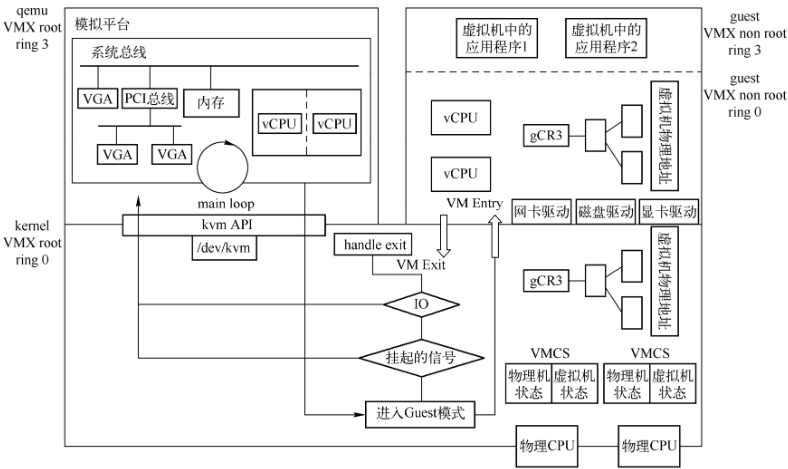 qemu
VMX root
ring 3
模拟平台
系统总线
VGA
PCI总线
内存
vCPU
vCPU
VGA
VGA
main loop
虚拟机中的
应用程序1
虚拟机中的
应用程序2
guest
VMX non root
ring 3
guest
VMX non root
ring 0
vCPU
vCPU
gCR3
虚拟机物理地址
VM Entry
网卡驱动
磁盘驱动
显卡驱动
kernel
VMX root
ring 0
kvm API
/dev/kvm
handle exit
VM Exit
IO
挂起的信号
进入Guest模式
gCR3
虚拟机物理地址
VMCS
VMCS
物理机
状态
虚拟机
状态
物理机
状态
虚拟机
状态
物理CPU
物理CPU